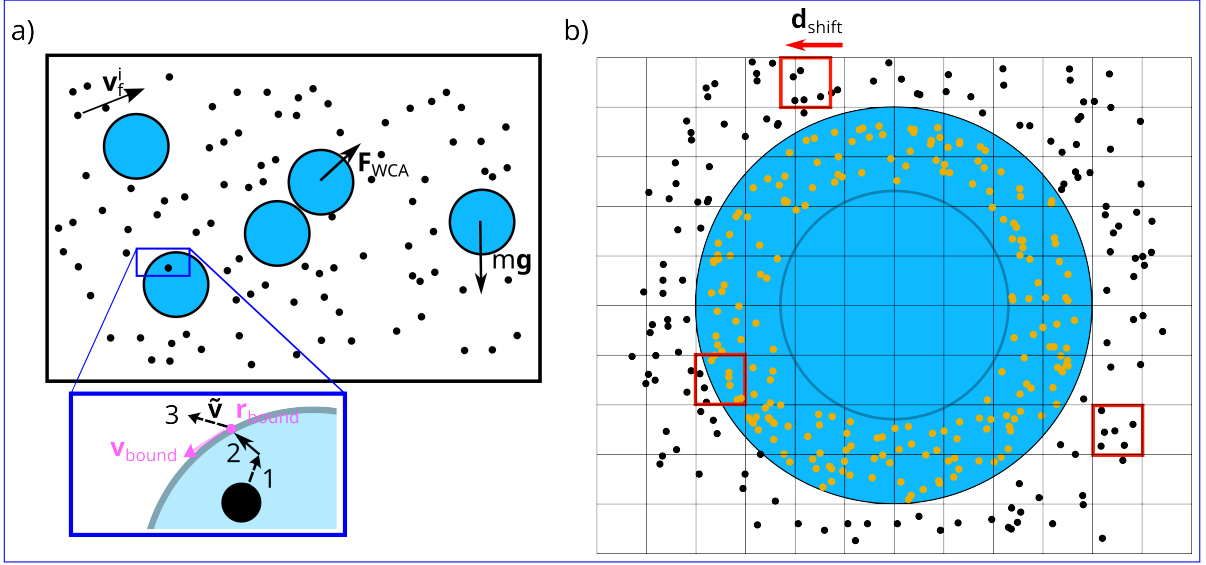 a)
v_f^i
F_WCA
mg
3
ṽ
r_bound
v_bound
2
1
b)
d_shift